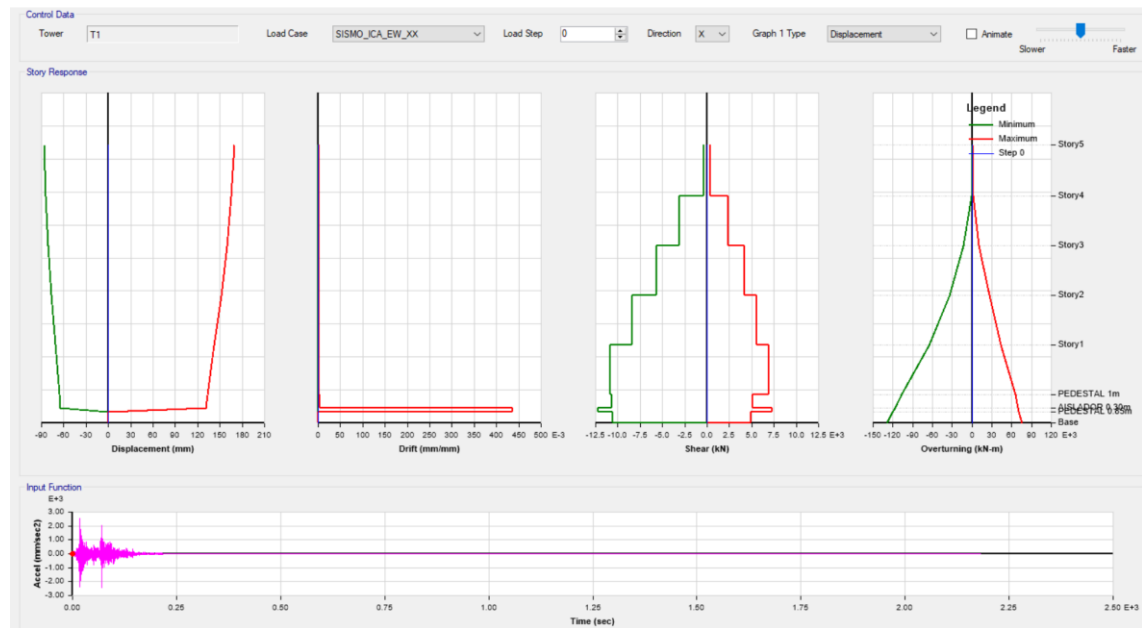 Control Data
Tower T1 Load Case SISMO_ICA_EW_XX Load Step 0 Direction X Graph 1 Type Displacement Animate
Slower Faster
Story Response
Legend
Minimum
Maximum
Step 0
Story5
Story4
Story3
Story2
Story1
PEDESTAL 1m
AISLADOR 0.30m
PEDESTAL 0.65m
Base
-90 -60 -30 0 30 60 90 120 150 180 210
Displacement (mm)
0 50 100 150 200 250 300 350 400 450 500 E-3
Drift (mm/mm)
-12.5 -10.0 -7.5 -5.0 -2.5 0.0 2.5 5.0 7.5 10.0 12.5 E+3
Shear (kN)
-150 -120 -90 -60 -30 0 30 60 90 120 E+3
Overturning (kN-m)
Input Function
E+3
3.00
2.00
1.00
0.00
-1.00
-2.00
-3.00
Accel (mm/sec2)
0.00 0.25 0.50 0.75 1.00 1.25 1.50 1.75 2.00 2.25 2.50 E+3
Time (sec)